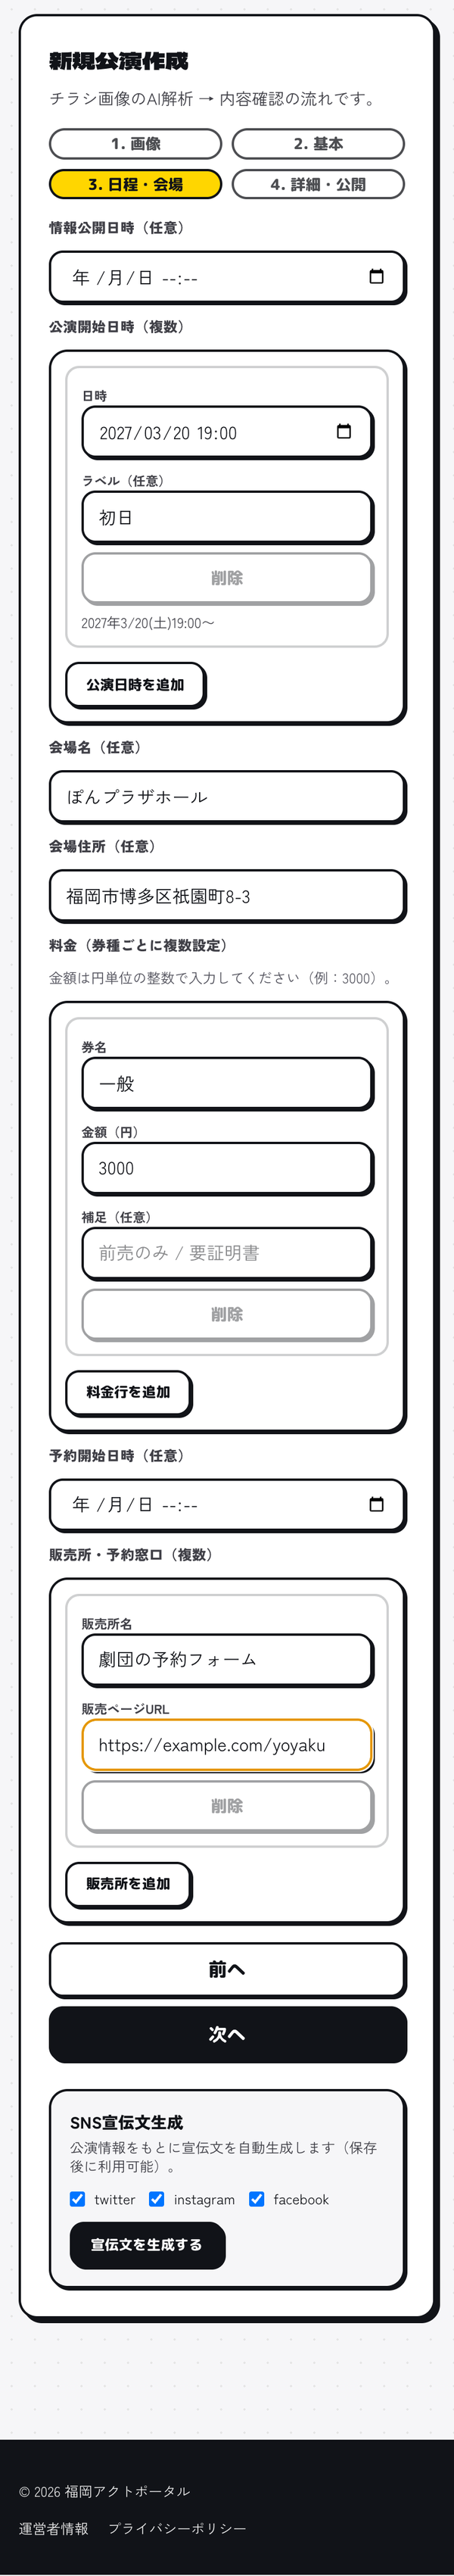 新規公演作成
チラシ画像のAI解析 → 内容確認の流れです。
1. 画像
2. 基本
3. 日程・会場
4. 詳細・公開
情報公開日時（任意）
年 /月/日 --:--
公演開始日時（複数）
日時
2027/03/20 19:00
ラベル（任意）
初日
削除
2027年3/20(土)19:00〜
公演日時を追加
会場名（任意）
ぽんプラザホール
会場住所（任意）
福岡市博多区祇園町8-3
料金（券種ごとに複数設定）
金額は円単位の整数で入力してください（例：3000）。
券名
一般
金額（円）
3000
補足（任意）
前売のみ / 要証明書
削除
料金行を追加
予約開始日時（任意）
年 /月/日 --:--
販売所・予約窓口（複数）
販売所名
劇団の予約フォーム
販売ページURL
https://example.com/yoyaku
削除
販売所を追加
前へ
次へ
SNS宣伝文生成
公演情報をもとに宣伝文を自動生成します（保存
後に利用可能）。
twitter instagram facebook
宣伝文を生成する
© 2026 福岡アクトポータル
運営者情報 プライバシーポリシー